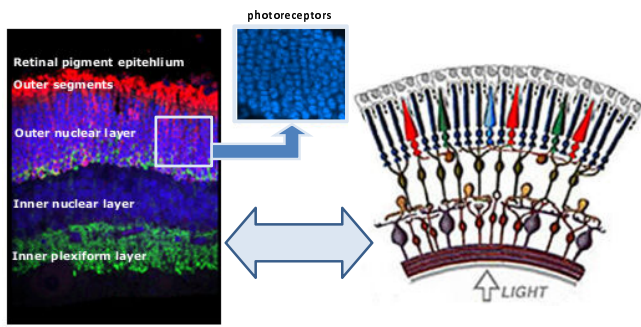 photoreceptors
Retinal pigment epitehlium
Outer segments
Outer nuclear layer
Inner nuclear layer
Inner plexiform layer
LIGHT